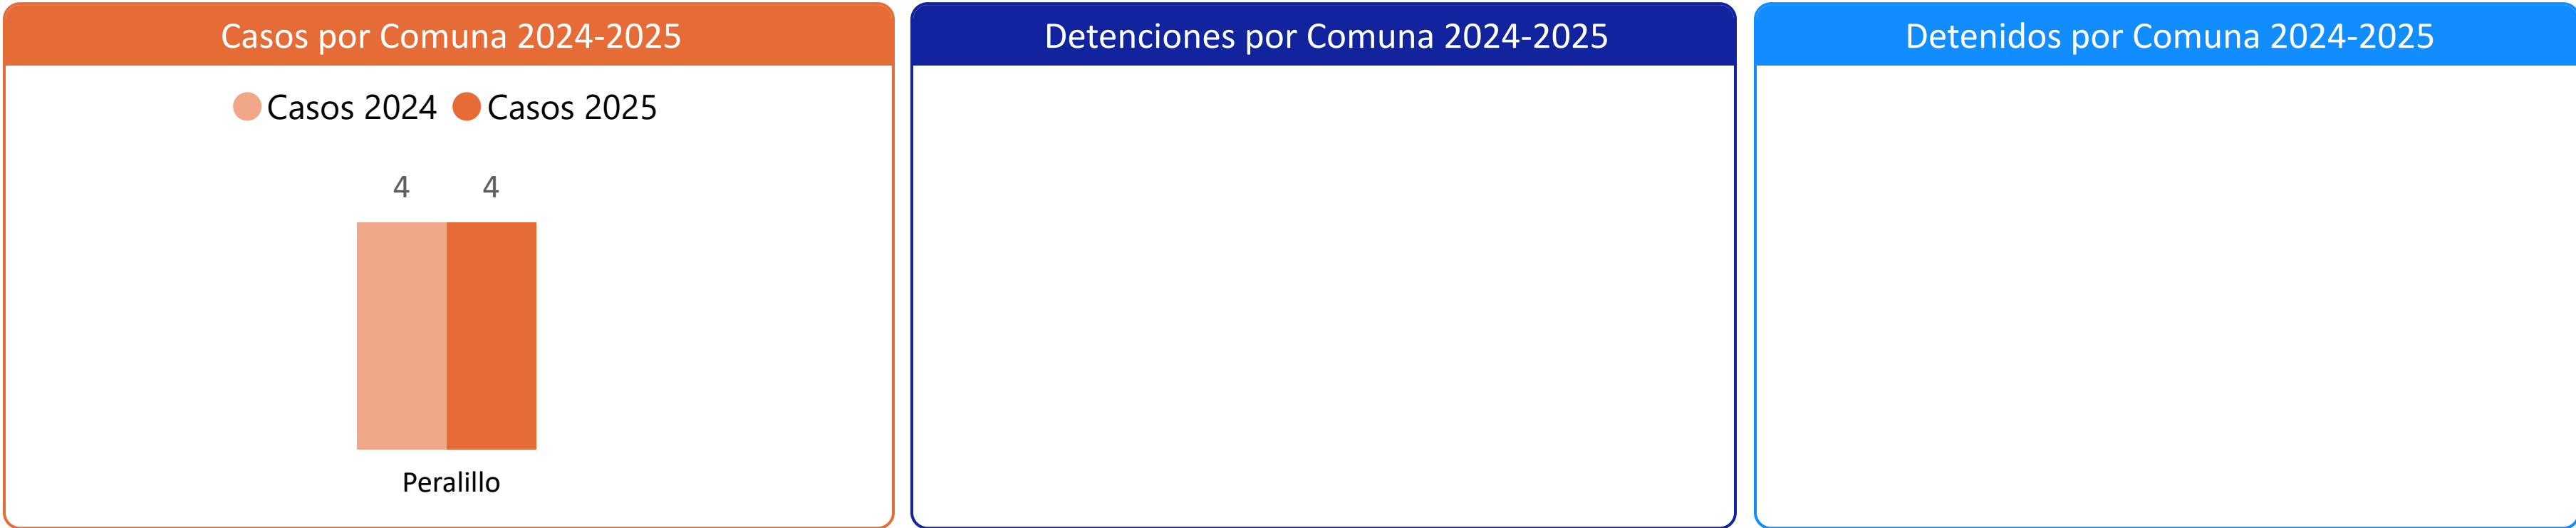 Casos por Comuna 2024-2025
Casos 2024 Casos 2025
4 4
Peralillo
Detenciones por Comuna 2024-2025
Detenidos por Comuna 2024-2025